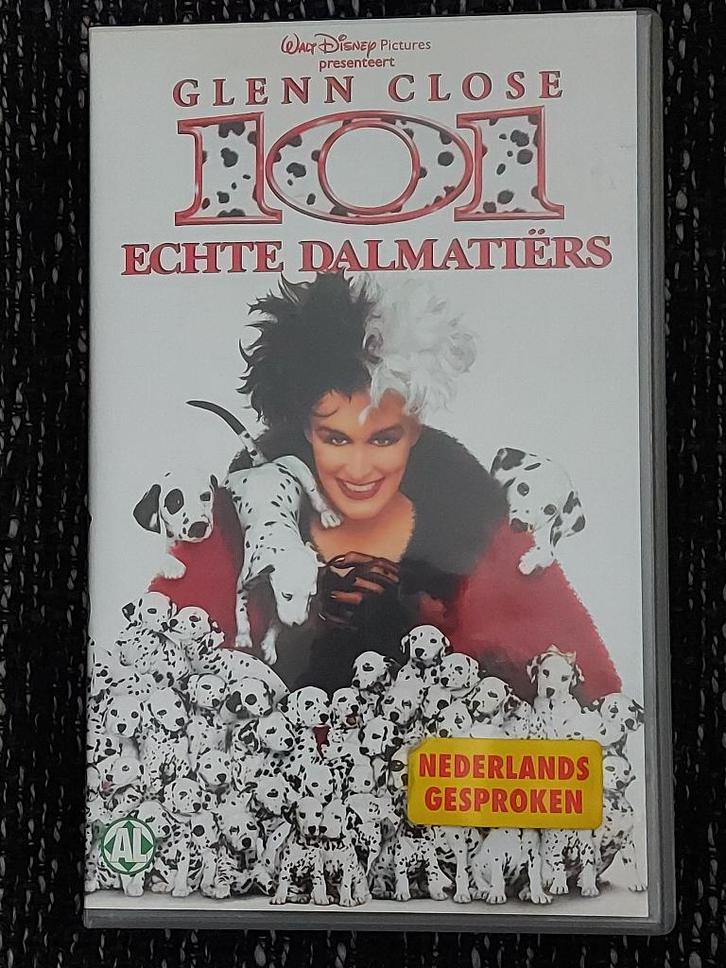 Walt Disney Pictures
presenteert
GLENN CLOSE
101
ECHTE DALMATIËRS
NEDERLANDS
GESPROKEN
AL